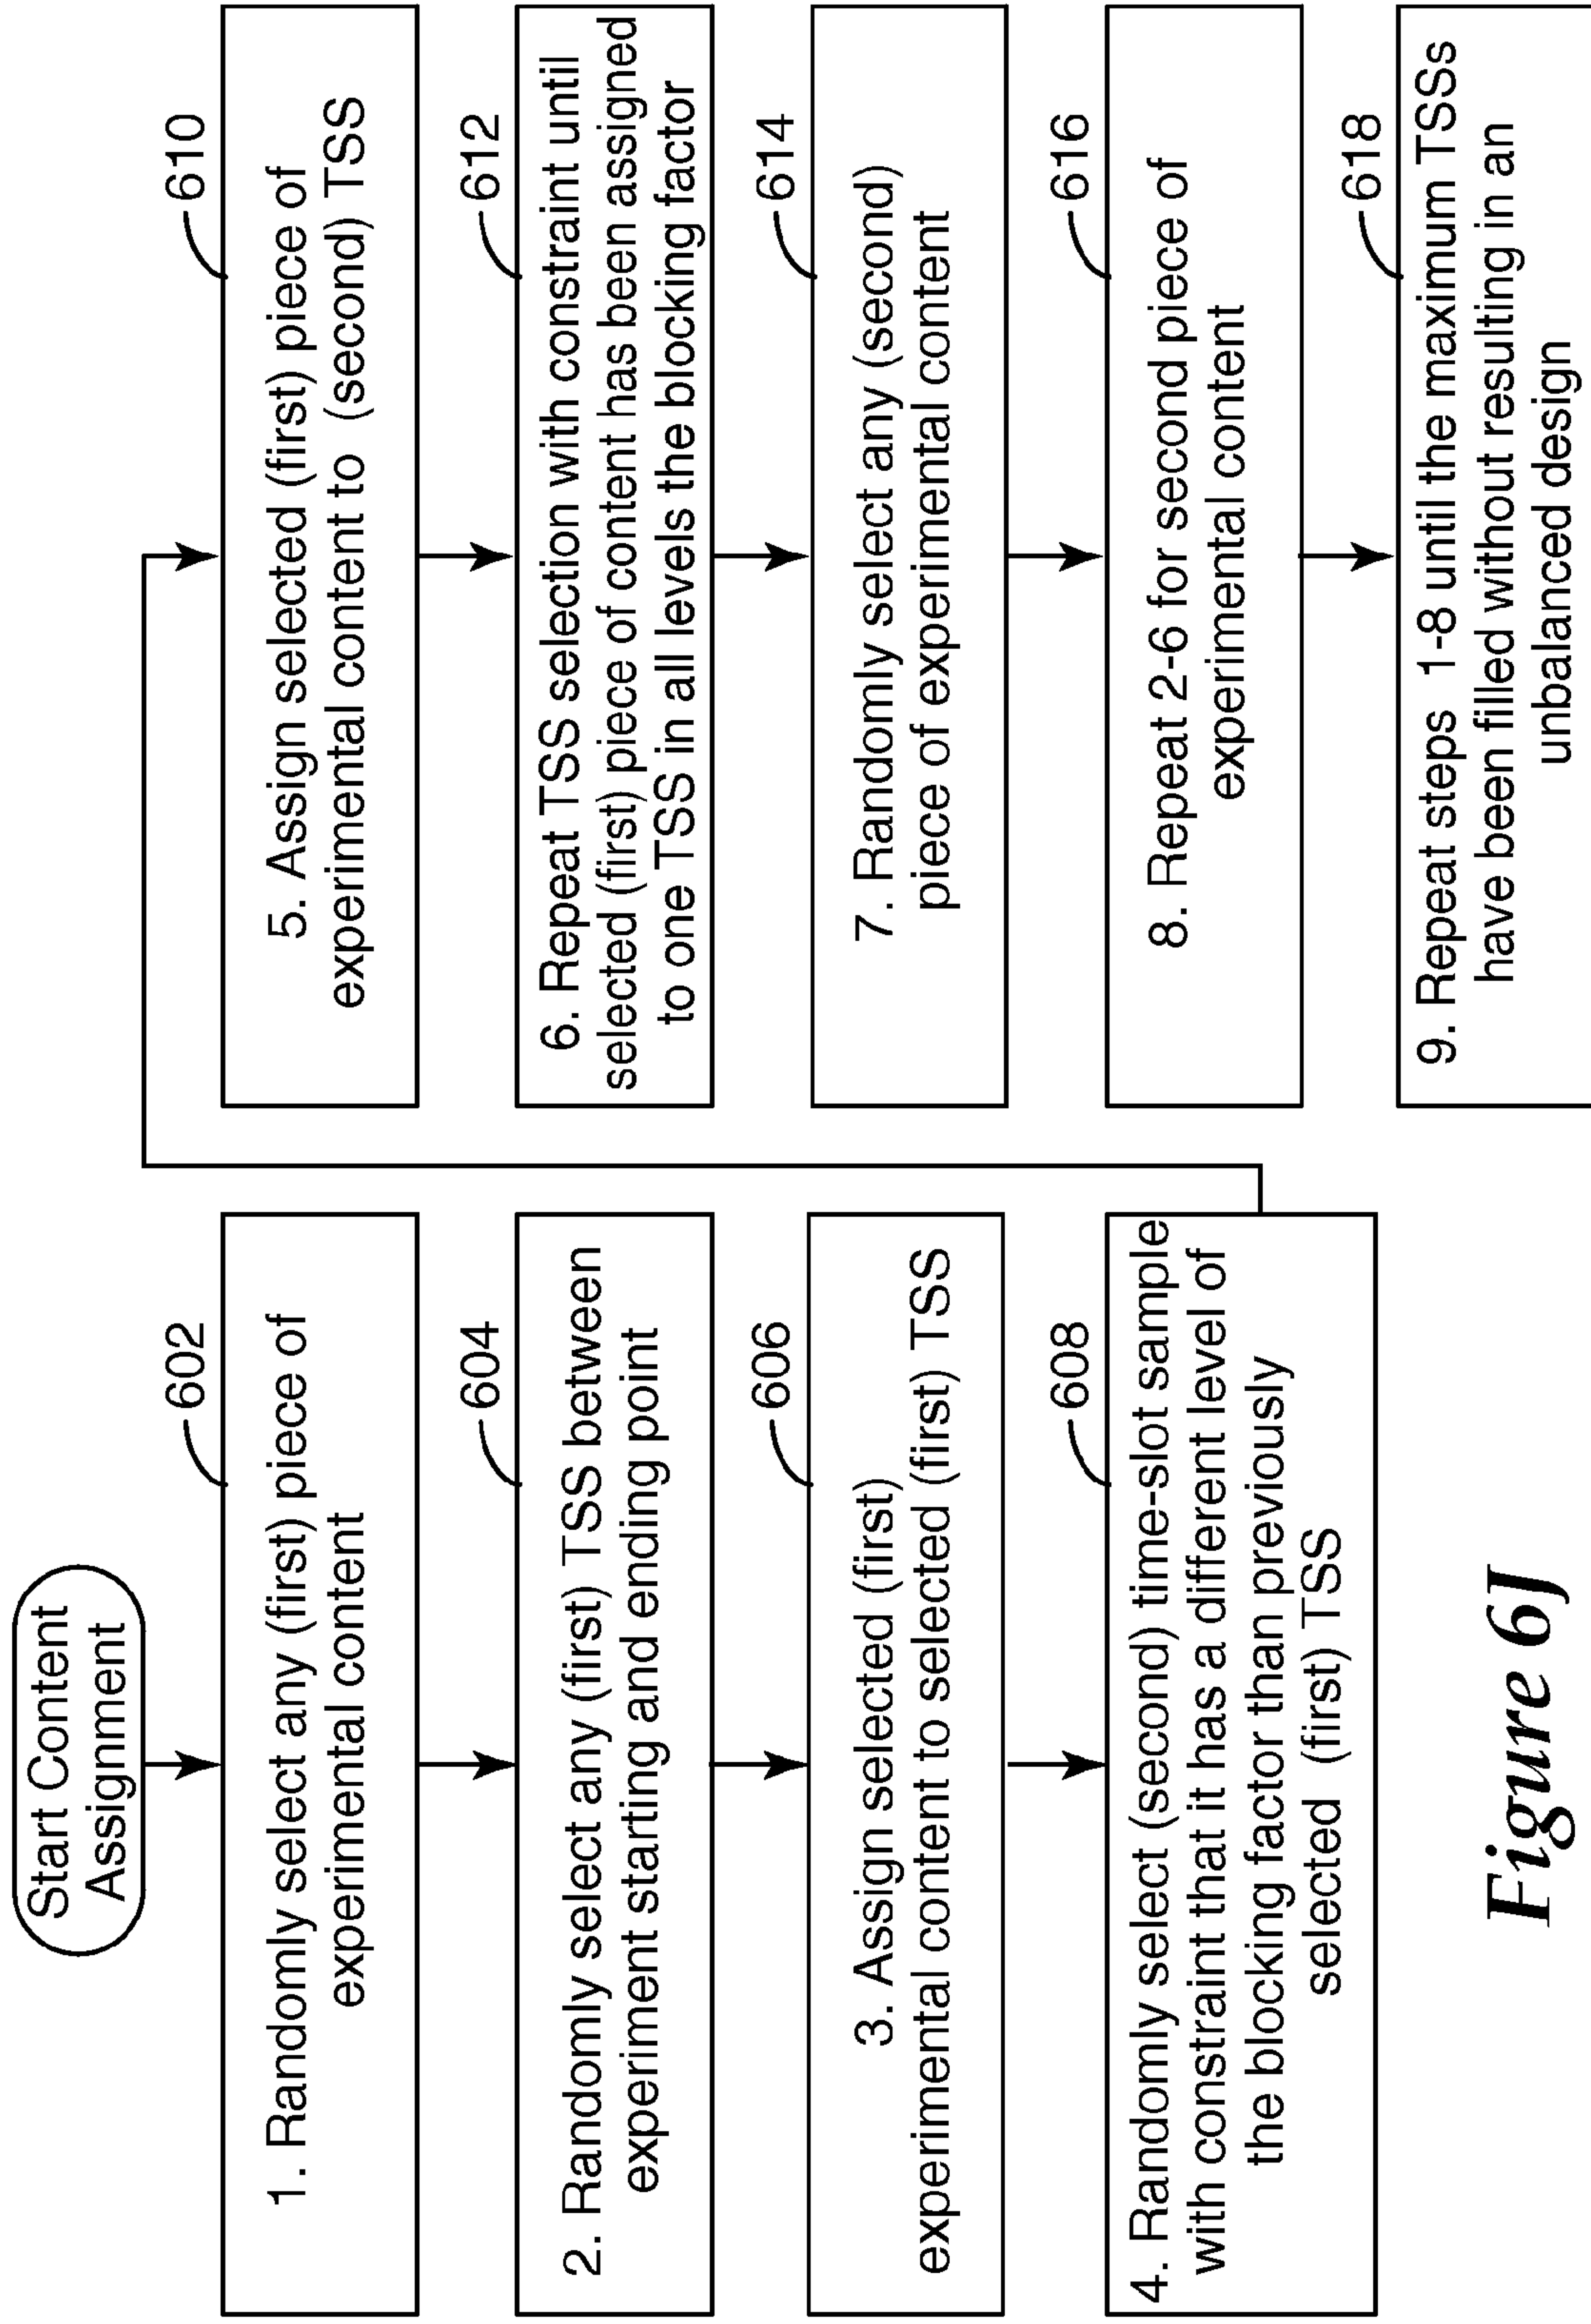 Start Content
Assignment
602
1. Randomly select any (first) piece of
experimental content
604
2. Randomly select any (first) TSS between
experiment starting and ending point
606
3. Assign selected (first)
experimental content to selected (first) TSS
608
4. Randomly select (second) time-slot sample
with constraint that it has a different level of
the blocking factor than previously
selected (first) TSS
610
5. Assign selected (first) piece of
experimental content to (second) TSS
612
6. Repeat TSS selection with constraint until
selected (first) piece of content has been assigned
to one TSS in all levels the blocking factor
614
7. Randomly select any (second)
piece of experimental content
616
8. Repeat 2-6 for second piece of
experimental content
618
9. Repeat steps 1-8 until the maximum TSSs
have been filled without resulting in an
unbalanced design
Figure 6J